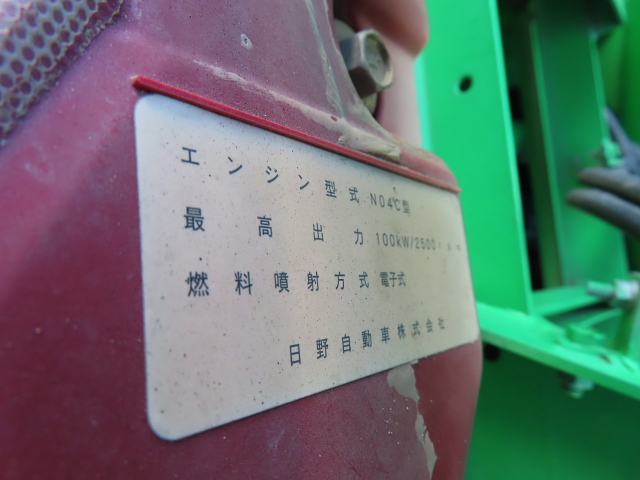 エンジン型式 N04C型
最高出力 100kW/2500
燃料噴射方式 電子式
日野自動車株式会社